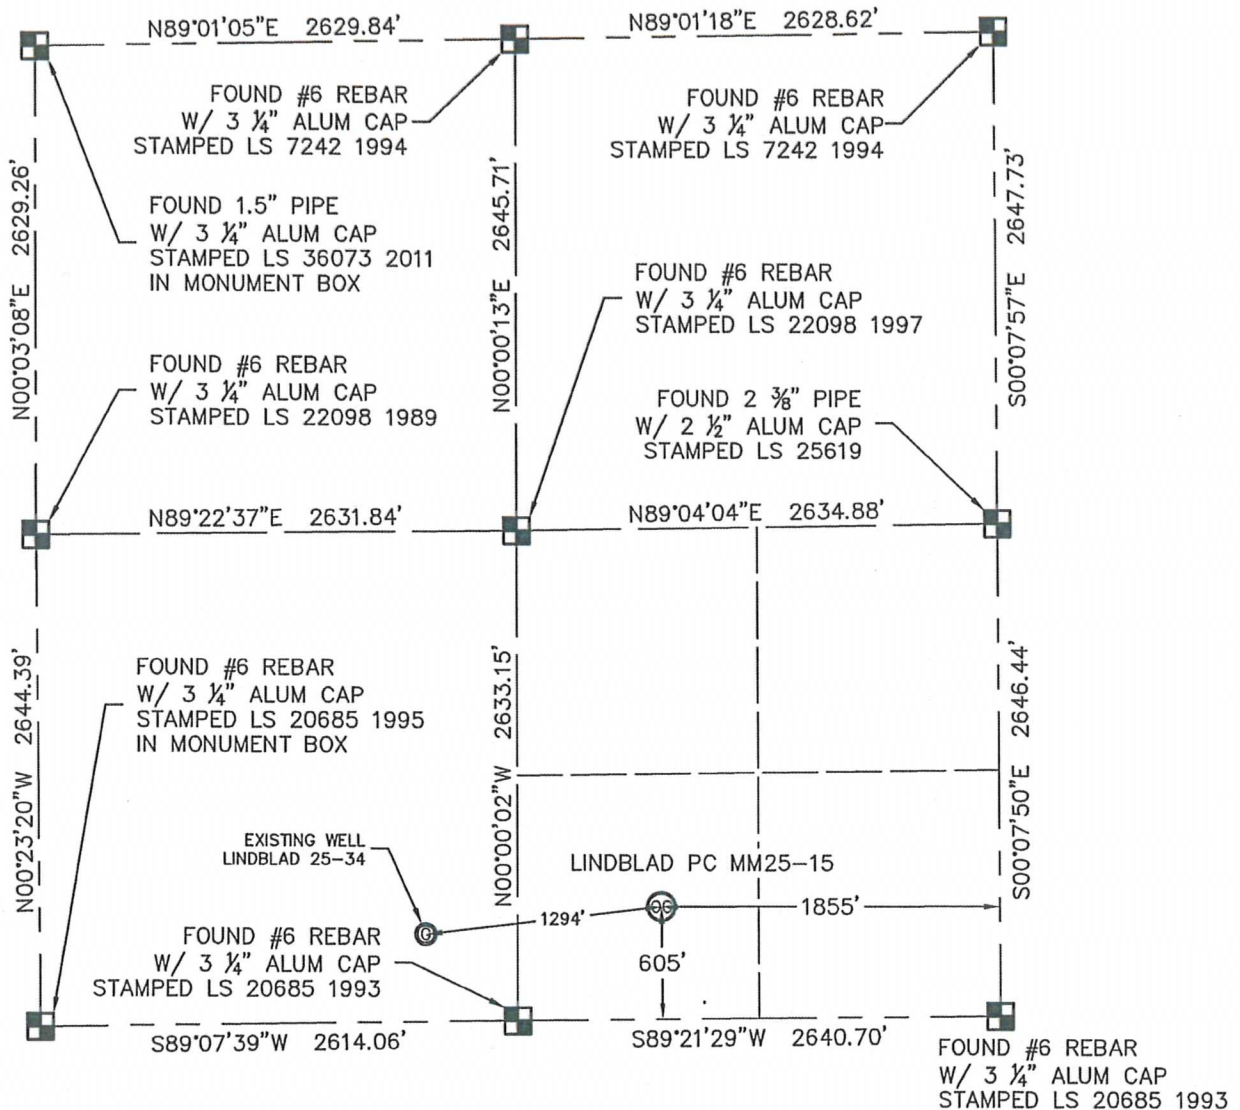 N89°01'05"E 2629.84'
N89°01'18"E 2628.62'
FOUND #6 REBAR
W/ 3 ¼" ALUM CAP
STAMPED LS 7242 1994
FOUND #6 REBAR
W/ 3 ¼" ALUM CAP
STAMPED LS 7242 1994
N00°03'08"E 2629.26'
FOUND 1.5" PIPE
W/ 3 ¼" ALUM CAP
STAMPED LS 36073 2011
IN MONUMENT BOX
N00°00'13"E 2645.71'
S00°07'57"E 2647.73'
FOUND #6 REBAR
W/ 3 ¼" ALUM CAP
STAMPED LS 22098 1997
FOUND #6 REBAR
W/ 3 ¼" ALUM CAP
STAMPED LS 22098 1989
FOUND 2 ⅜" PIPE
W/ 2 ½" ALUM CAP
STAMPED LS 25619
N89°22'37"E 2631.84'
N89°04'04"E 2634.88'
N00°23'20"W 2644.39'
FOUND #6 REBAR
W/ 3 ¼" ALUM CAP
STAMPED LS 20685 1995
IN MONUMENT BOX
N00°00'02"W 2633.15'
S00°07'50"E 2646.44'
EXISTING WELL
LINDBLAD 25-34
LINDBLAD PC MM25-15
G
OG
1294'
1855'
605'
FOUND #6 REBAR
W/ 3 ¼" ALUM CAP
STAMPED LS 20685 1993
S89°07'39"W 2614.06'
S89°21'29"W 2640.70'
FOUND #6 REBAR
W/ 3 ¼" ALUM CAP
STAMPED LS 20685 1993